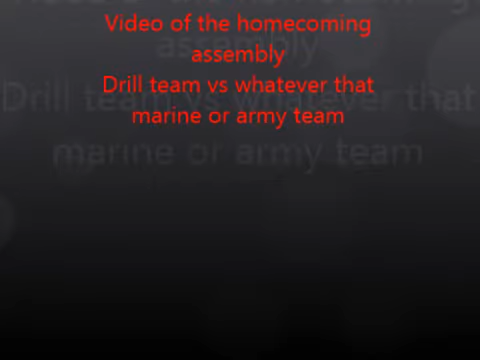 Video of the homecoming
assembly
Drill team vs whatever that
marine or army team